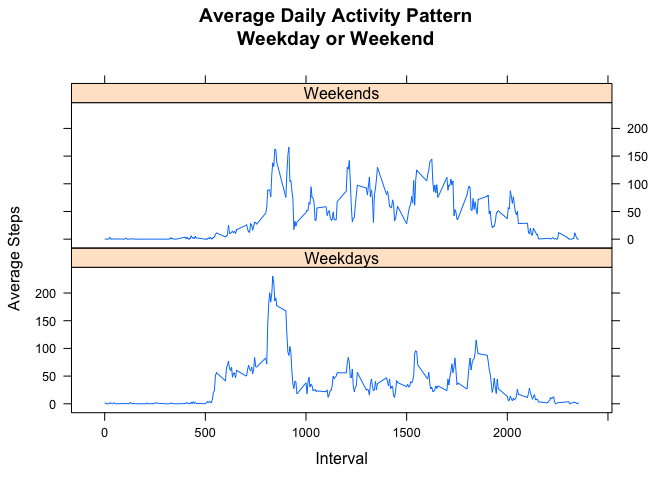 Average Daily Activity Pattern
Weekday or Weekend
Weekends
200
150
100
50
0
Weekdays
200
150
100
50
0
0 500 1000 1500 2000
Average Steps
Interval